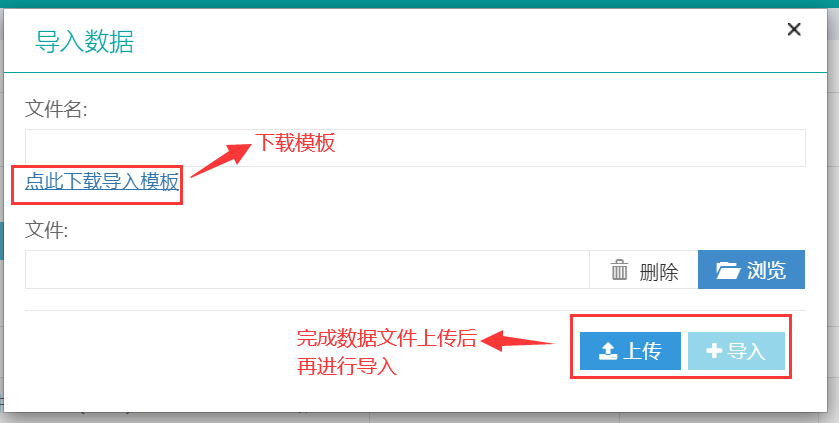 导入数据
文件名:
下载模板
点此下载导入模板
文件:
删除
浏览
完成数据文件上传后
再进行导入
上传
导入